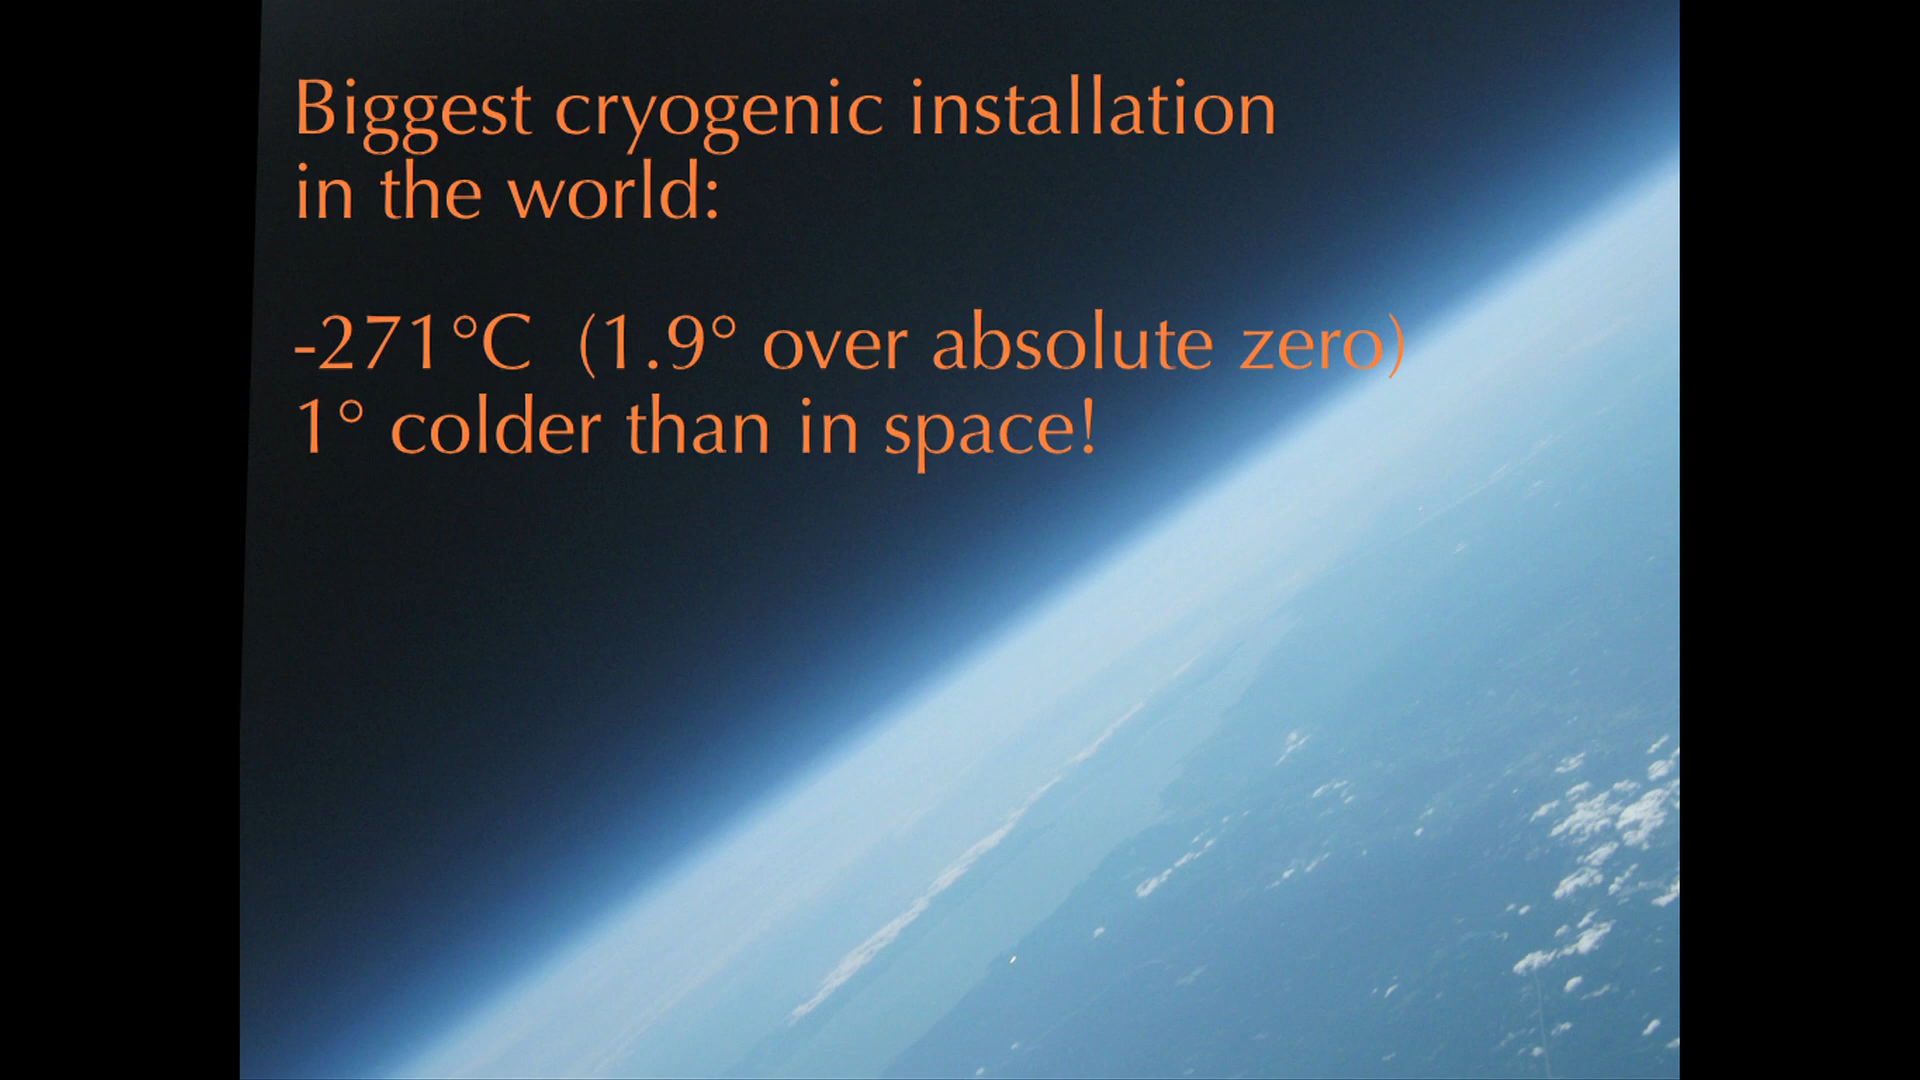 Biggest cryogenic installation
in the world:
-271°C (1.9° over absolute zero)
1° colder than in space!